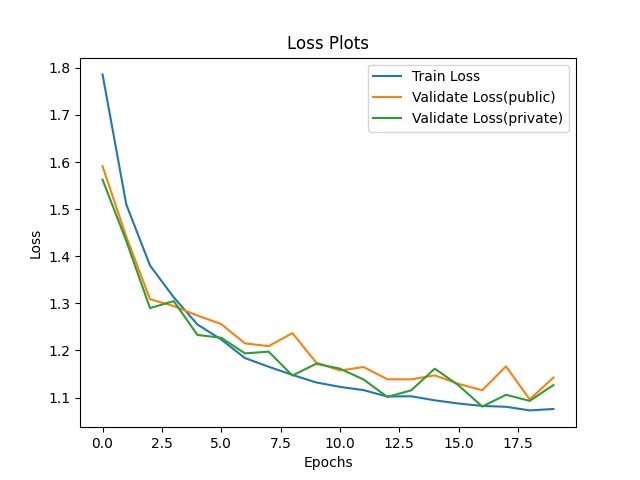 Loss Plots
Train Loss
Validate Loss(public)
Validate Loss(private)
1.8
1.7
1.6
1.5
1.4
1.3
1.2
1.1
Loss
0.0 2.5 5.0 7.5 10.0 12.5 15.0 17.5
Epochs